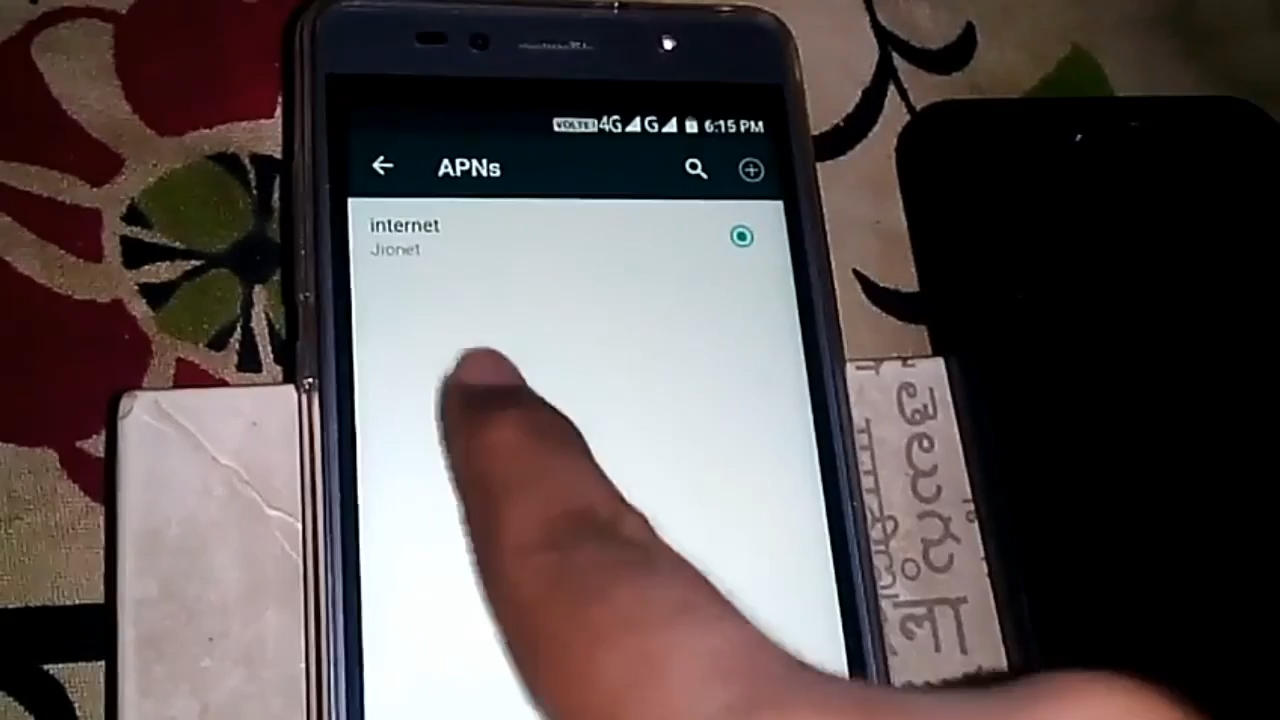 VOLTE 4G G 6:15 PM
APNs
internet
Jionet
తెలుగు